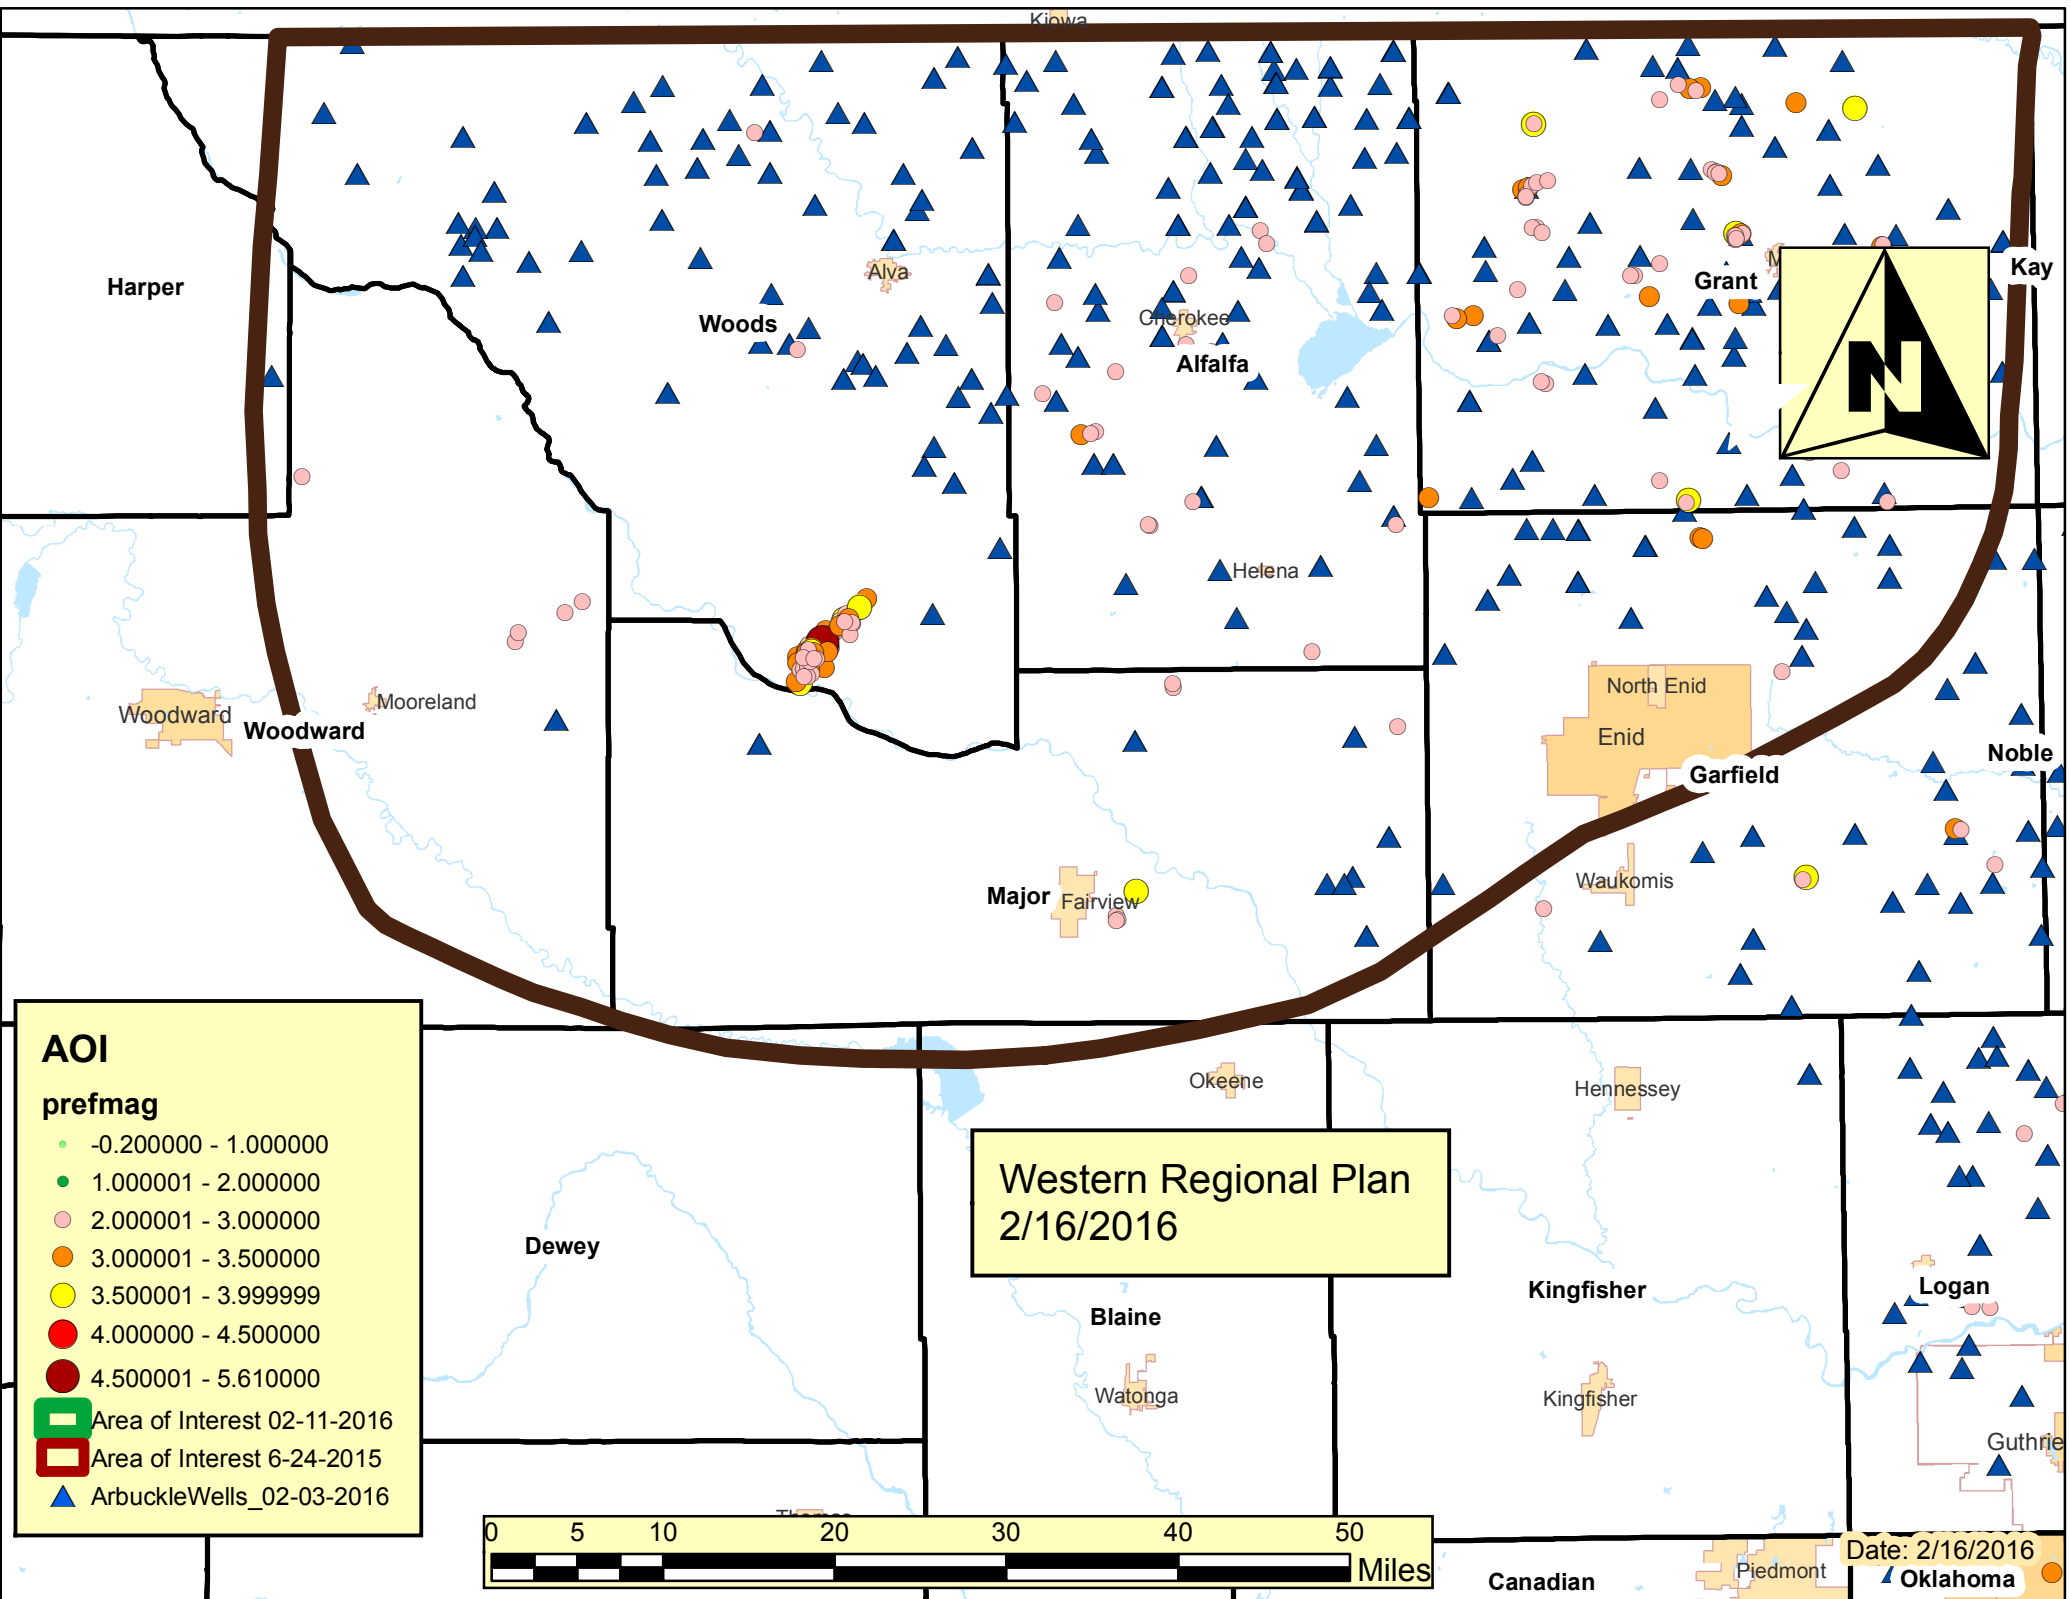 Kiowa
Harper
Alva
Woods
Cherokee
Alfalfa
Grant
M
N
Kay
Helena
Woodward
Mooreland
Woodward
North Enid
Enid
Garfield
Noble
Major
Fairview
Waukomis
Okeene
Hennessey
AOI
prefmag
-0.200000 - 1.000000
1.000001 - 2.000000
2.000001 - 3.000000
3.000001 - 3.500000
3.500001 - 3.999999
4.000000 - 4.500000
4.500001 - 5.610000
Area of Interest 02-11-2016
Area of Interest 6-24-2015
ArbuckleWells_02-03-2016
Western Regional Plan
2/16/2016
Dewey
Blaine
Kingfisher
Logan
Watonga
Kingfisher
Guthrie
Thomas
0 5 10 20 30 40 50
Miles
Date: 2/16/2016
Piedmont
Canadian
Oklahoma